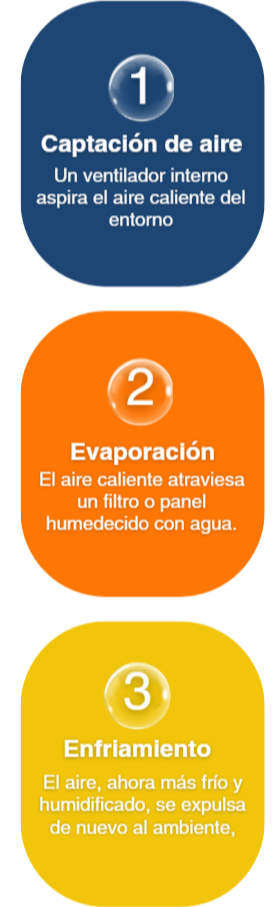 1
Captación de aire
Un ventilador interno
aspira el aire caliente del
entorno
2
Evaporación
El aire caliente atraviesa
un filtro o panel
humedecido con agua.
3
Enfriamiento
El aire, ahora más frío y
humidificado, se expulsa
de nuevo al ambiente,